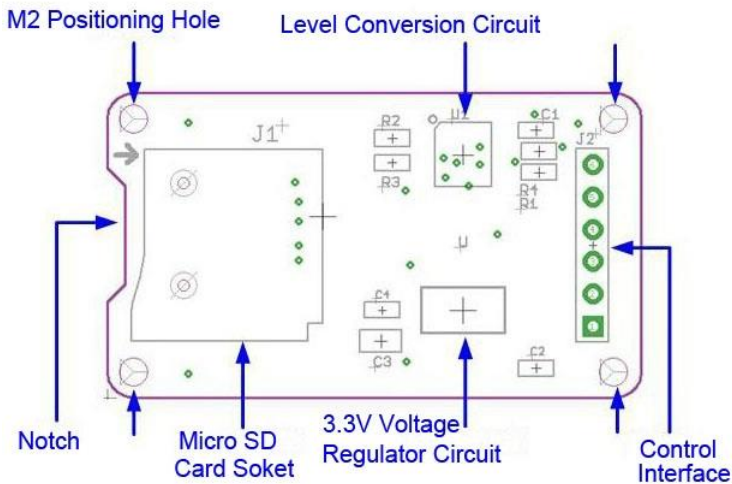 M2 Positioning Hole
Level Conversion Circuit
J1
R2
R3
C1
J2
R4
R1
C4
C3
C2
1
Notch
Micro SD
Card Soket
3.3V Voltage
Regulator Circuit
Control
Interface